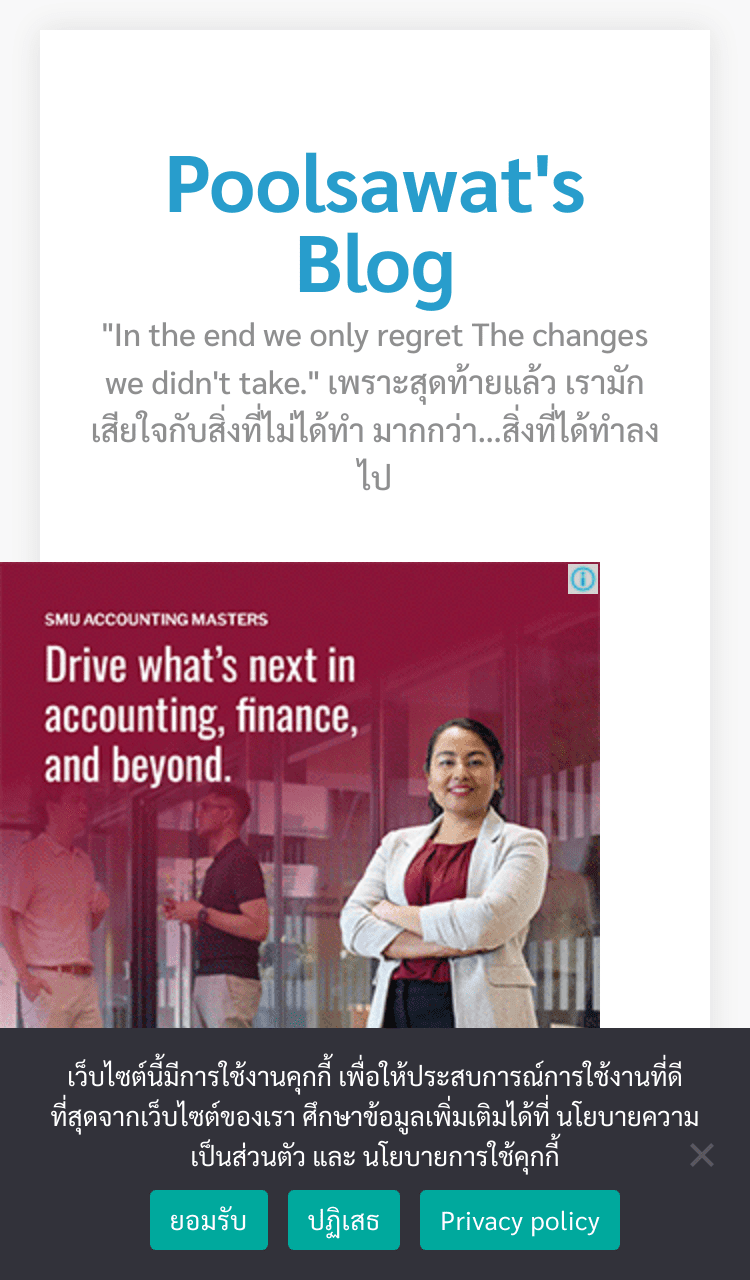 Poolsawat's
Blog
"In the end we only regret The changes
we didn't take." เพราะสุดท้ายแล้ว เรามัก
เสียใจกับสิ่งที่ไม่ได้ทำ มากกว่า...สิ่งที่ได้ทำลง
ไป
SMU ACCOUNTING MASTERS
Drive what's next in
accounting, finance,
and beyond.
เว็บไซต์นี้มีการใช้งานคุกกี้ เพื่อให้ประสบการณ์การใช้งานที่ดี
ที่สุดจากเว็บไซต์ของเรา ศึกษาข้อมูลเพิ่มเติมได้ที่ นโยบายความ
เป็นส่วนตัว และ นโยบายการใช้คุกกี้
ยอมรับ ปฏิเสธ Privacy policy